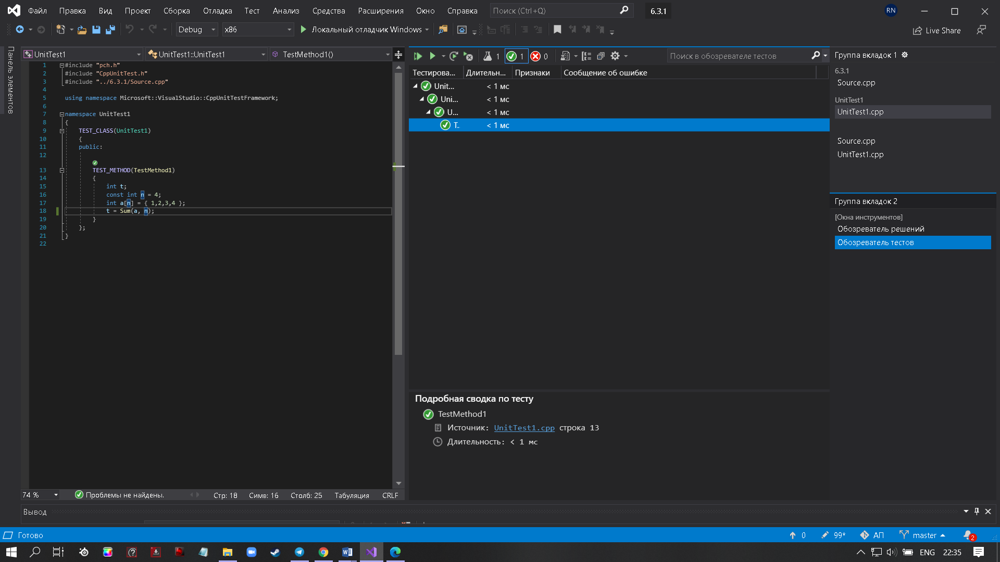 Файл Правка Вид Проект Сборка Отладка Тест Анализ Средства Расширения Окно Справка Поиск (Ctrl+Q) 6.3.1 RN
Debug x86 Локальный отладчик Windows Live Share
Панель элементов
UnitTest1 UnitTest1::UnitTest1 TestMethod1()
1 #include "pch.h"
2 #include "CppUnitTest.h"
3 #include "../6.3.1/Source.cpp"
4
5 using namespace Microsoft::VisualStudio::CppUnitTestFramework;
6
7 namespace UnitTest1
8 {
9 TEST_CLASS(UnitTest1)
10 {
11 public:
12
13 TEST_METHOD(TestMethod1)
14 {
15 int t;
16 const int n = 4;
17 int a[n] = { 1,2,3,4 };
18 t = Sum(a, n);
19 }
20 };
21 }
22
74 % Проблемы не найдены. Стр: 18 Симв: 16 Столб: 25 Табуляция CRLF
1 1 0 Поиск в обозревателе тестов
Тестирова... Длительн... Признаки Сообщение об ошибке
Unit... < 1 мс
Uni... < 1 мс
U... < 1 мс
T.. < 1 мс
Подробная сводка по тесту
TestMethod1
Источник: UnitTest1.cpp строка 13
Длительность: < 1 мс
Группа вкладок 1
6.3.1
Source.cpp
UnitTest1
UnitTest1.cpp
Source.cpp
UnitTest1.cpp
Группа вкладок 2
[Окна инструментов]
Обозреватель решений
Обозреватель тестов
Вывод
Готово 0 99* АП master 2
ENG 22:35